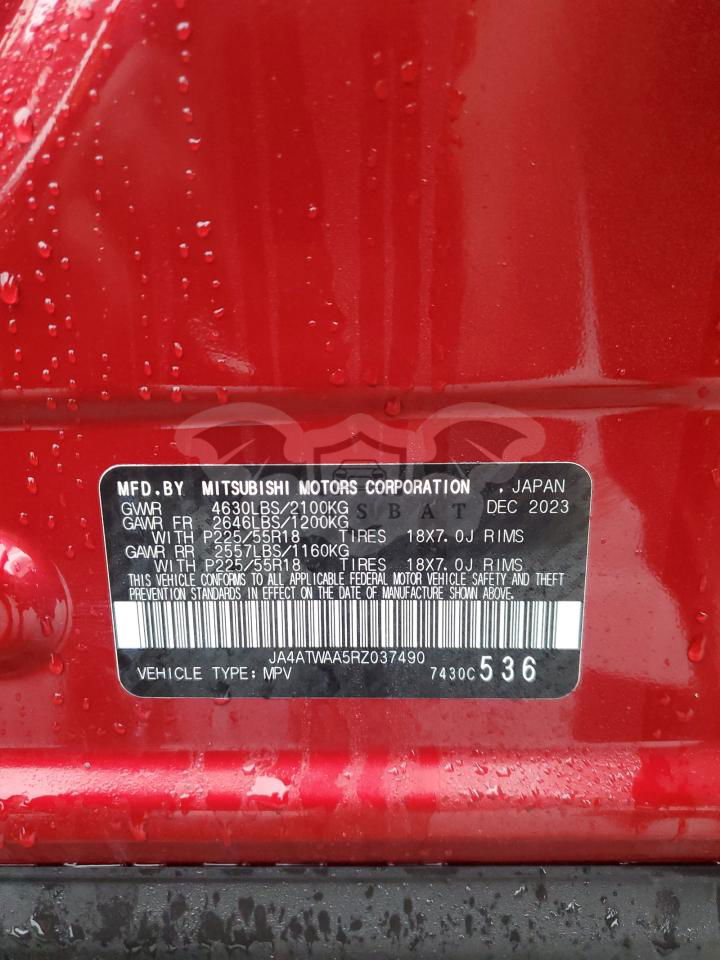 MFD.BY MITSUBISHI MOTORS CORPORATION , JAPAN
GVWR 4630LBS/2100KG DEC 2023
GAWR FR 2646LBS/1200KG
WITH P225/55R18 TIRES 18X7.0J RIMS
GAWR RR 2557LBS/1160KG
WITH P225/55R18 TIRES 18X7.0J RIMS
THIS VEHICLE CONFORMS TO ALL APPLICABLE FEDERAL MOTOR VEHICLE SAFETY AND THEFT
PREVENTION STANDARDS IN EFFECT ON THE DATE OF MANUFACTURE SHOWN ABOVE.
JA4ATWAA5RZ037490
VEHICLE TYPE: MPV 7430C 536